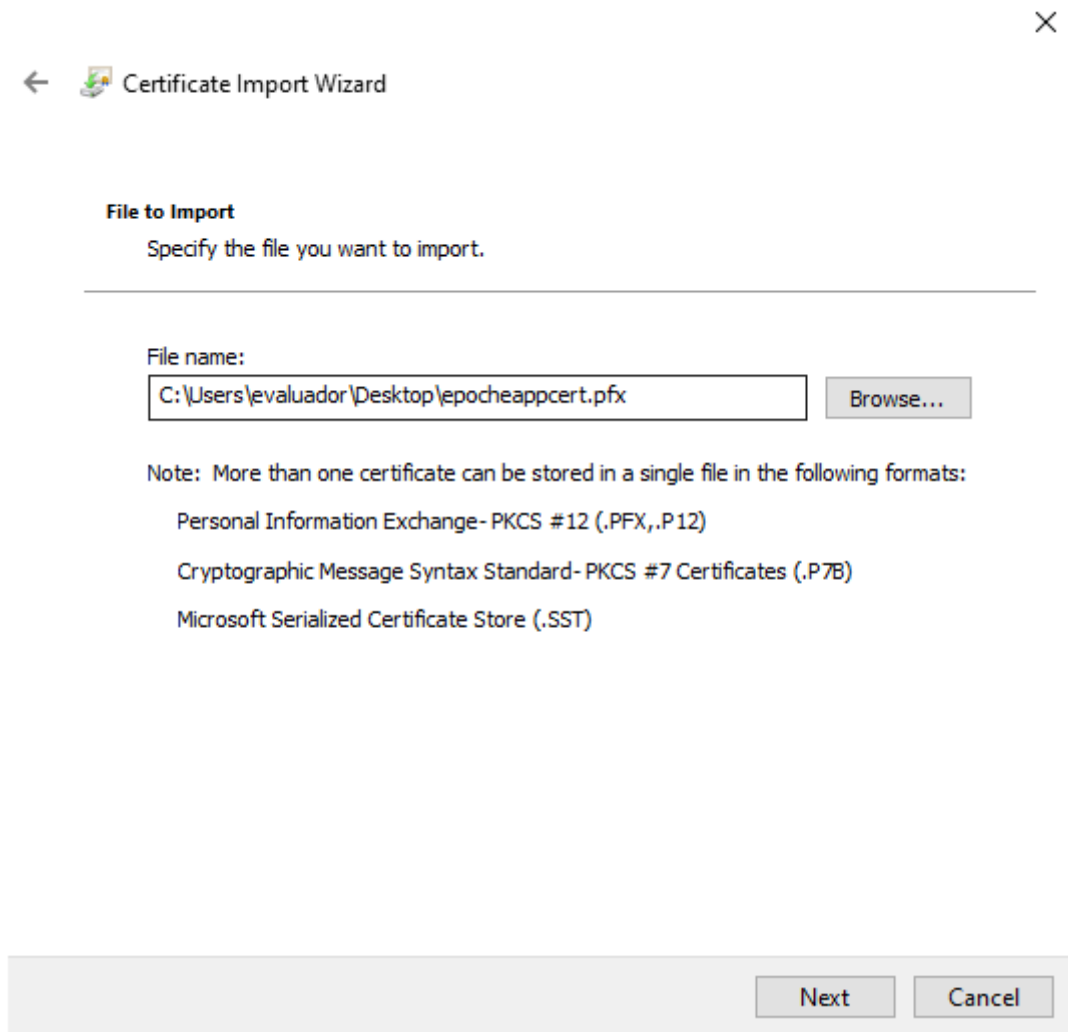 Certificate Import Wizard
File to Import
Specify the file you want to import.
File name:
C:\Users\evaluador\Desktop\epocheappcert.pfx
Browse...
Note:  More than one certificate can be stored in a single file in the following formats:
Personal Information Exchange- PKCS #12 (.PFX,.P12)
Cryptographic Message Syntax Standard- PKCS #7 Certificates (.P7B)
Microsoft Serialized Certificate Store (.SST)
Next
Cancel